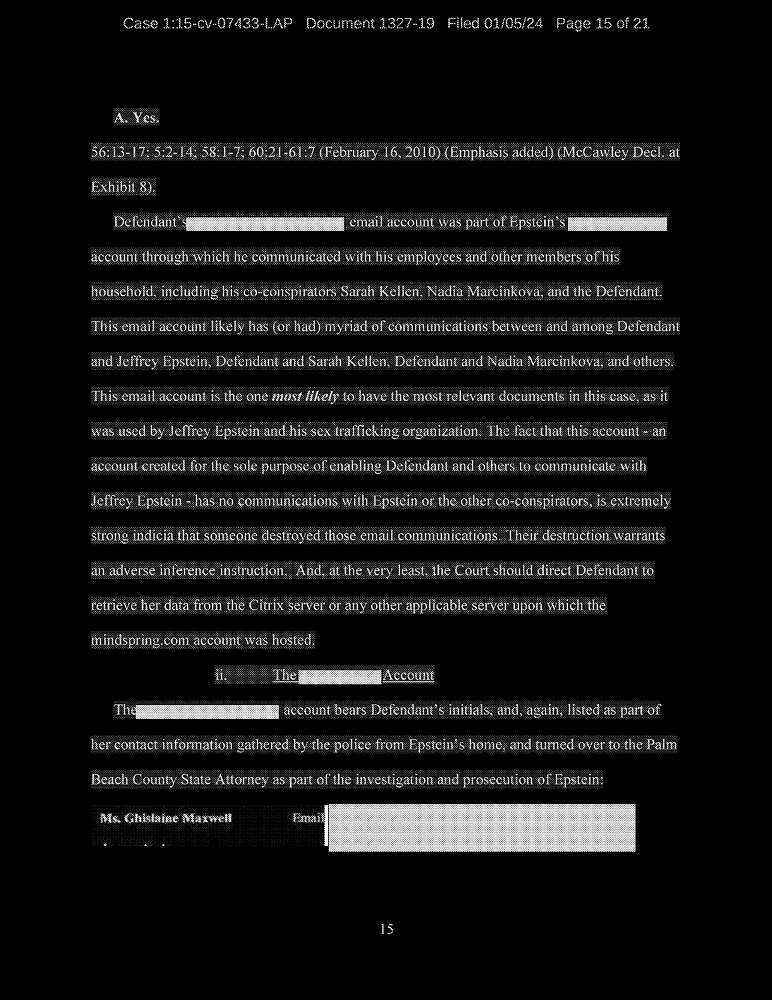 Case 1:15-cv-07433-LAP Document 1327-19 Filed 01/05/24 Page 15 of 21
A. Yes.
56:13-17; 5:2-14; 58:1-7; 60:21-61:7 (February 16, 2010) (Emphasis added) (McCawley Decl. at
Exhibit 8).
Defendant's email account was part of Epstein's
account through which he communicated with his employees and other members of his
household, including his co-conspirators Sarah Kellen, Nadia Marcinkova, and the Defendant.
This email account likely has (or had) myriad of communications between and among Defendant
and Jeffrey Epstein, Defendant and Sarah Kellen, Defendant and Nadia Marcinkova, and others.
This email account is the one most likely to have the most relevant documents in this case, as it
was used by Jeffrey Epstein and his sex trafficking organization. The fact that this account - an
account created for the sole purpose of enabling Defendant and others to communicate with
Jeffrey Epstein - has no communications with Epstein or the other co-conspirators, is extremely
strong indicia that someone destroyed those email communications. Their destruction warrants
an adverse inference instruction. And, at the very least, the Court should direct Defendant to
retrieve her data from the Citrix server or any other applicable server upon which the
mindspring.com account was hosted.
ii. The Account
The account bears Defendant's initials, and, again, listed as part of
her contact information gathered by the police from Epstein's home, and turned over to the Palm
Beach County State Attorney as part of the investigation and prosecution of Epstein:
Ms. Ghislaine Maxwell Email
15